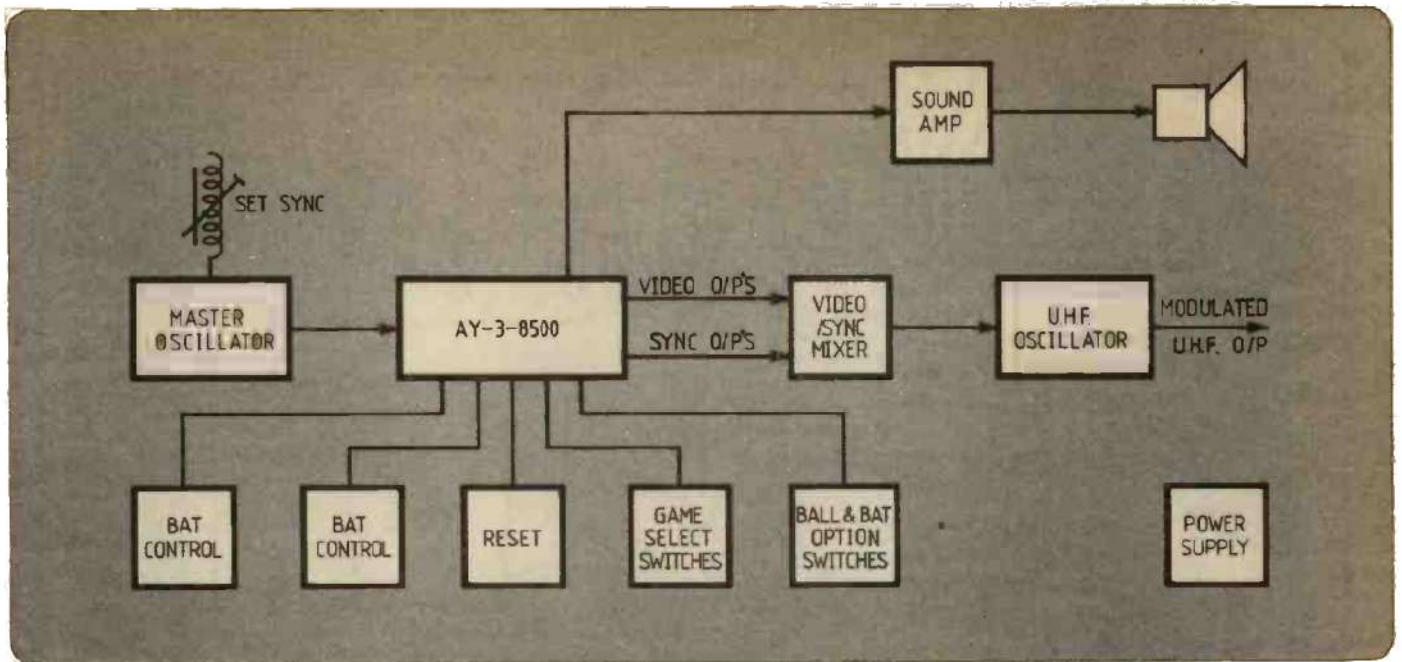 SOUND
AMP
SET SYNC
MASTER
OSCILLATOR
AY-3-8500
VIDEO O/P'S
SYNC O/P'S
VIDEO
/SYNC
MIXER
U.H.F.
OSCILLATOR
MODULATED
U.H.F. O/P
BAT
CONTROL
BAT
CONTROL
RESET
GAME
SELECT
SWITCHES
BALL & BAT
OPTION
SWITCHES
POWER
SUPPLY